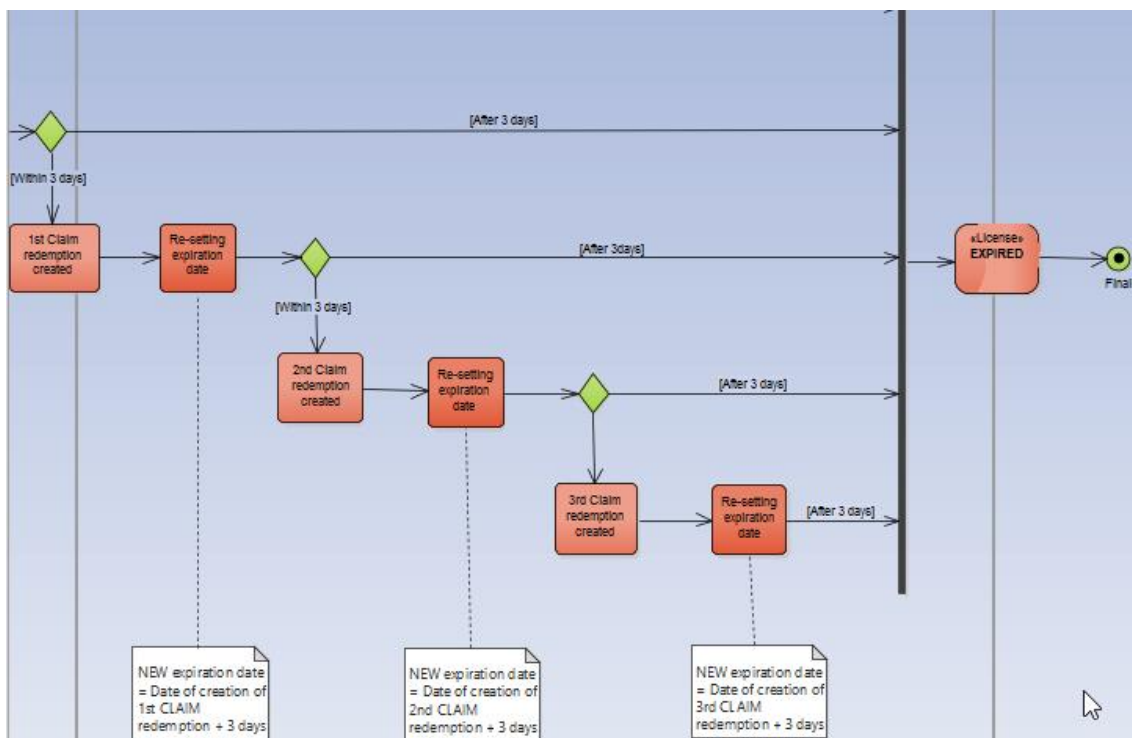 [After 3 days]
[Within 3 days]
1st Claim
redemption
created
Re-setting
expiration
date
[After 3days]
«License»
EXPIRED
Final
[Within 3 days]
2nd Claim
redemption
created
Re-setting
expiration
date
[After 3 days]
3rd Claim
redemption
created
Re-setting
expiration
date
[After 3 days]
NEW expiration date
= Date of creation of
1st CLAIM
redemption + 3 days
NEW expiration date
= Date of creation of
2nd CLAIM
redemption + 3 days
NEW expiration date
= Date of creation of
3rd CLAIM
redemption + 3 days